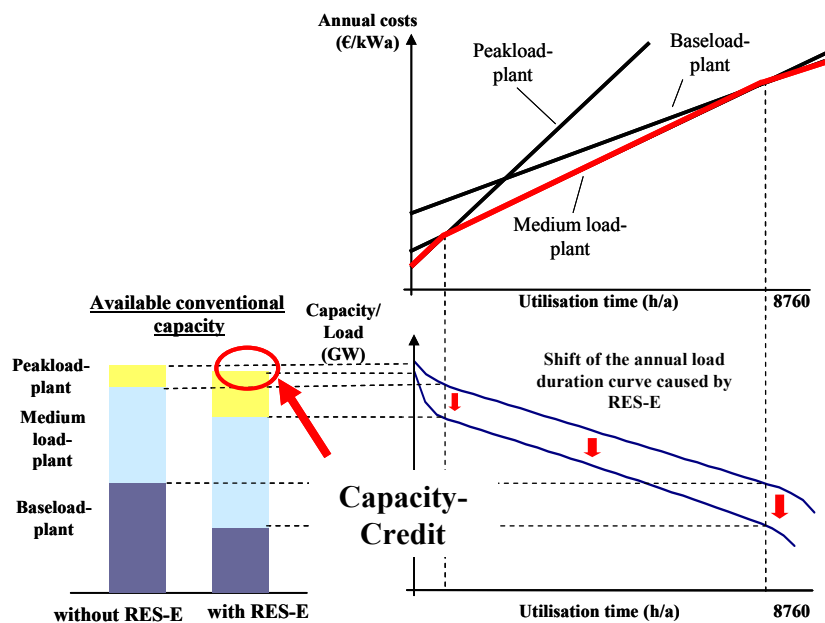 Annual costs
(€/kWa)
Peakload-
plant
Baseload-
plant
Medium load-
plant
Utilisation time (h/a)
8760
Available conventional
capacity
Capacity/
Load
(GW)
Peakload-
plant
Medium
load-
plant
Baseload-
plant
Shift of the annual load
duration curve caused by
RES-E
Capacity-
Credit
without RES-E
with RES-E
Utilisation time (h/a)
8760